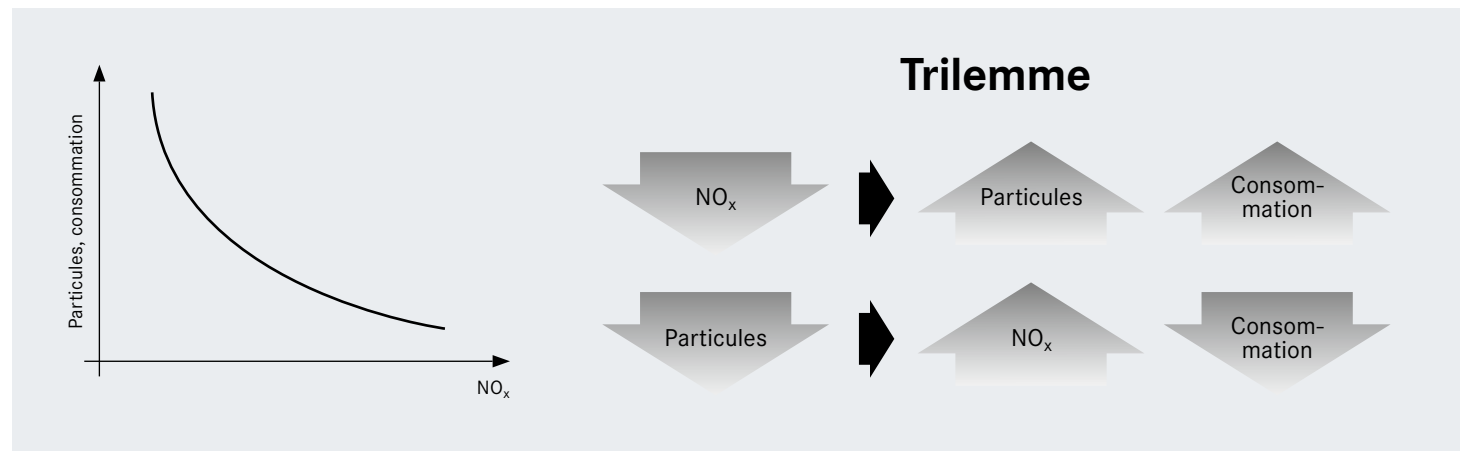 Trilemme
Particules, consommation
NOₓ
NOₓ
Particules
Consom-
mation
Particules
NOₓ
Consom-
mation